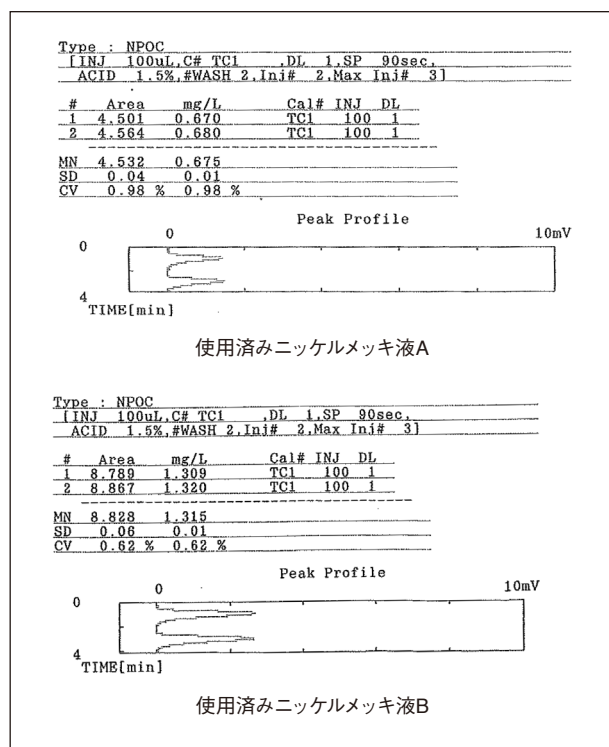 Type : NPOC
[INJ 100uL,C# TC1 ,DL 1,SP 90sec,
ACID 1.5%,#WASH 2,Inj# 2,Max Inj# 3]
# Area mg/L Cal# INJ DL
1 4.501 0.670 TC1 100 1
2 4.564 0.680 TC1 100 1
MN 4.532 0.675
SD 0.04 0.01
CV 0.98 % 0.98 %
Peak Profile
0 10mV
0
4
TIME[min]
使用済みニッケルメッキ液A
Type : NPOC
[INJ 100uL,C# TC1 ,DL 1,SP 90sec,
ACID 1.5%,#WASH 2,Inj# 2,Max Inj# 3]
# Area mg/L Cal# INJ DL
1 8.789 1.309 TC1 100 1
2 8.867 1.320 TC1 100 1
MN 8.828 1.315
SD 0.06 0.01
CV 0.62 % 0.62 %
Peak Profile
0 10mV
0
4
TIME[min]
使用済みニッケルメッキ液B